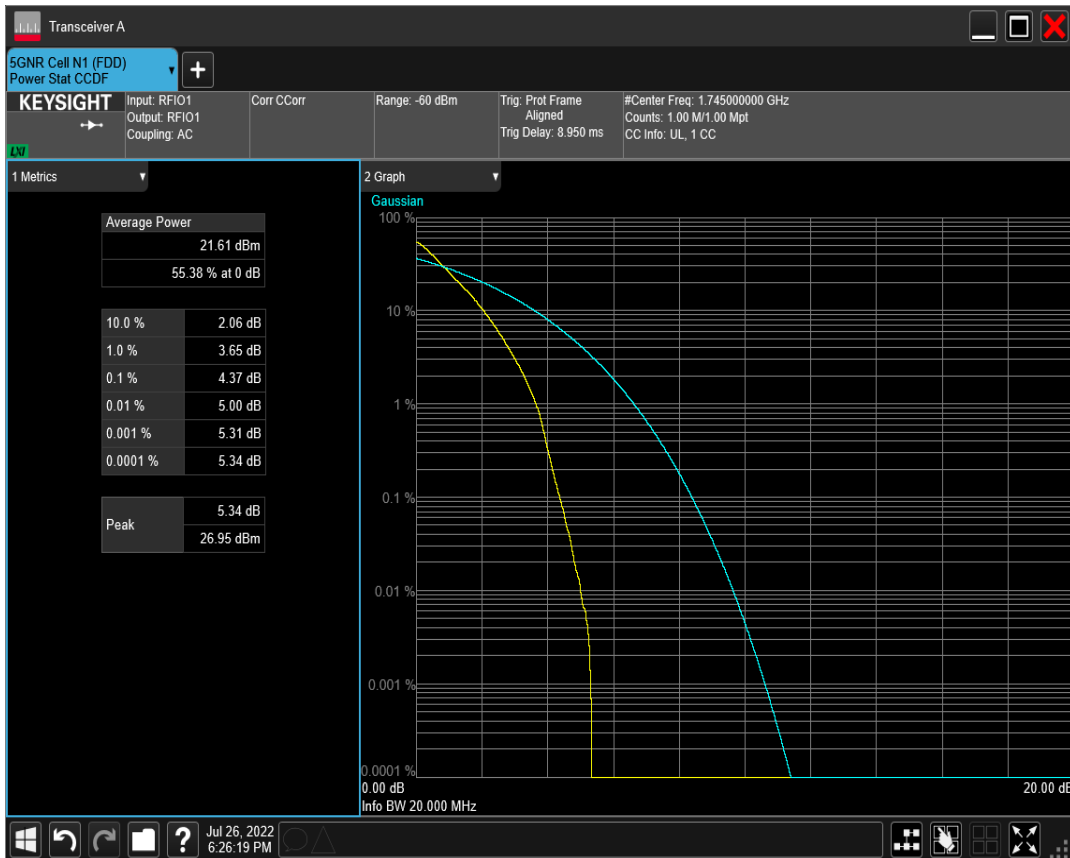 Transceiver A
5GNR Cell N1 (FDD)
Power Stat CCDF
+
KEYSIGHT
LXI
Input: RFIO1
Output: RFIO1
Coupling: AC
Corr CCorr
Range: -60 dBm
Trig: Prot Frame
Aligned
Trig Delay: 8.950 ms
#Center Freq: 1.745000000 GHz
Counts: 1.00 M/1.00 Mpt
CC Info: UL, 1 CC
1 Metrics
Average Power
21.61 dBm
55.38 % at 0 dB
10.0 % 2.06 dB
1.0 % 3.65 dB
0.1 % 4.37 dB
0.01 % 5.00 dB
0.001 % 5.31 dB
0.0001 % 5.34 dB
Peak 5.34 dB
26.95 dBm
2 Graph
Gaussian
100 %
10 %
1 %
0.1 %
0.01 %
0.001 %
0.0001 %
0.00 dB 20.00 dB
Info BW 20.000 MHz
?
Jul 26, 2022
6:26:19 PM